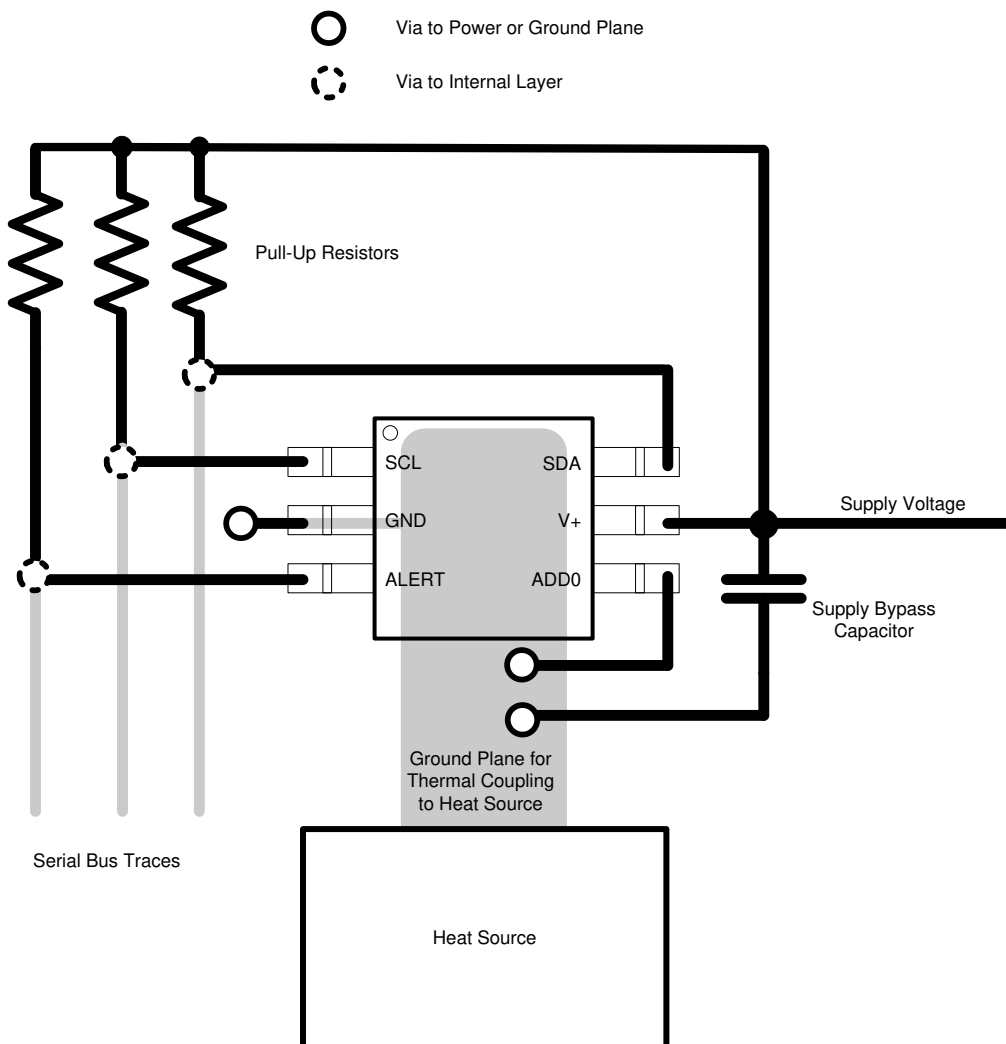 Via to Power or Ground Plane
Via to Internal Layer
Pull-Up Resistors
SCL
SDA
GND
V+
ALERT
ADD0
Supply Voltage
Supply Bypass
Capacitor
Ground Plane for
Thermal Coupling
to Heat Source
Serial Bus Traces
Heat Source